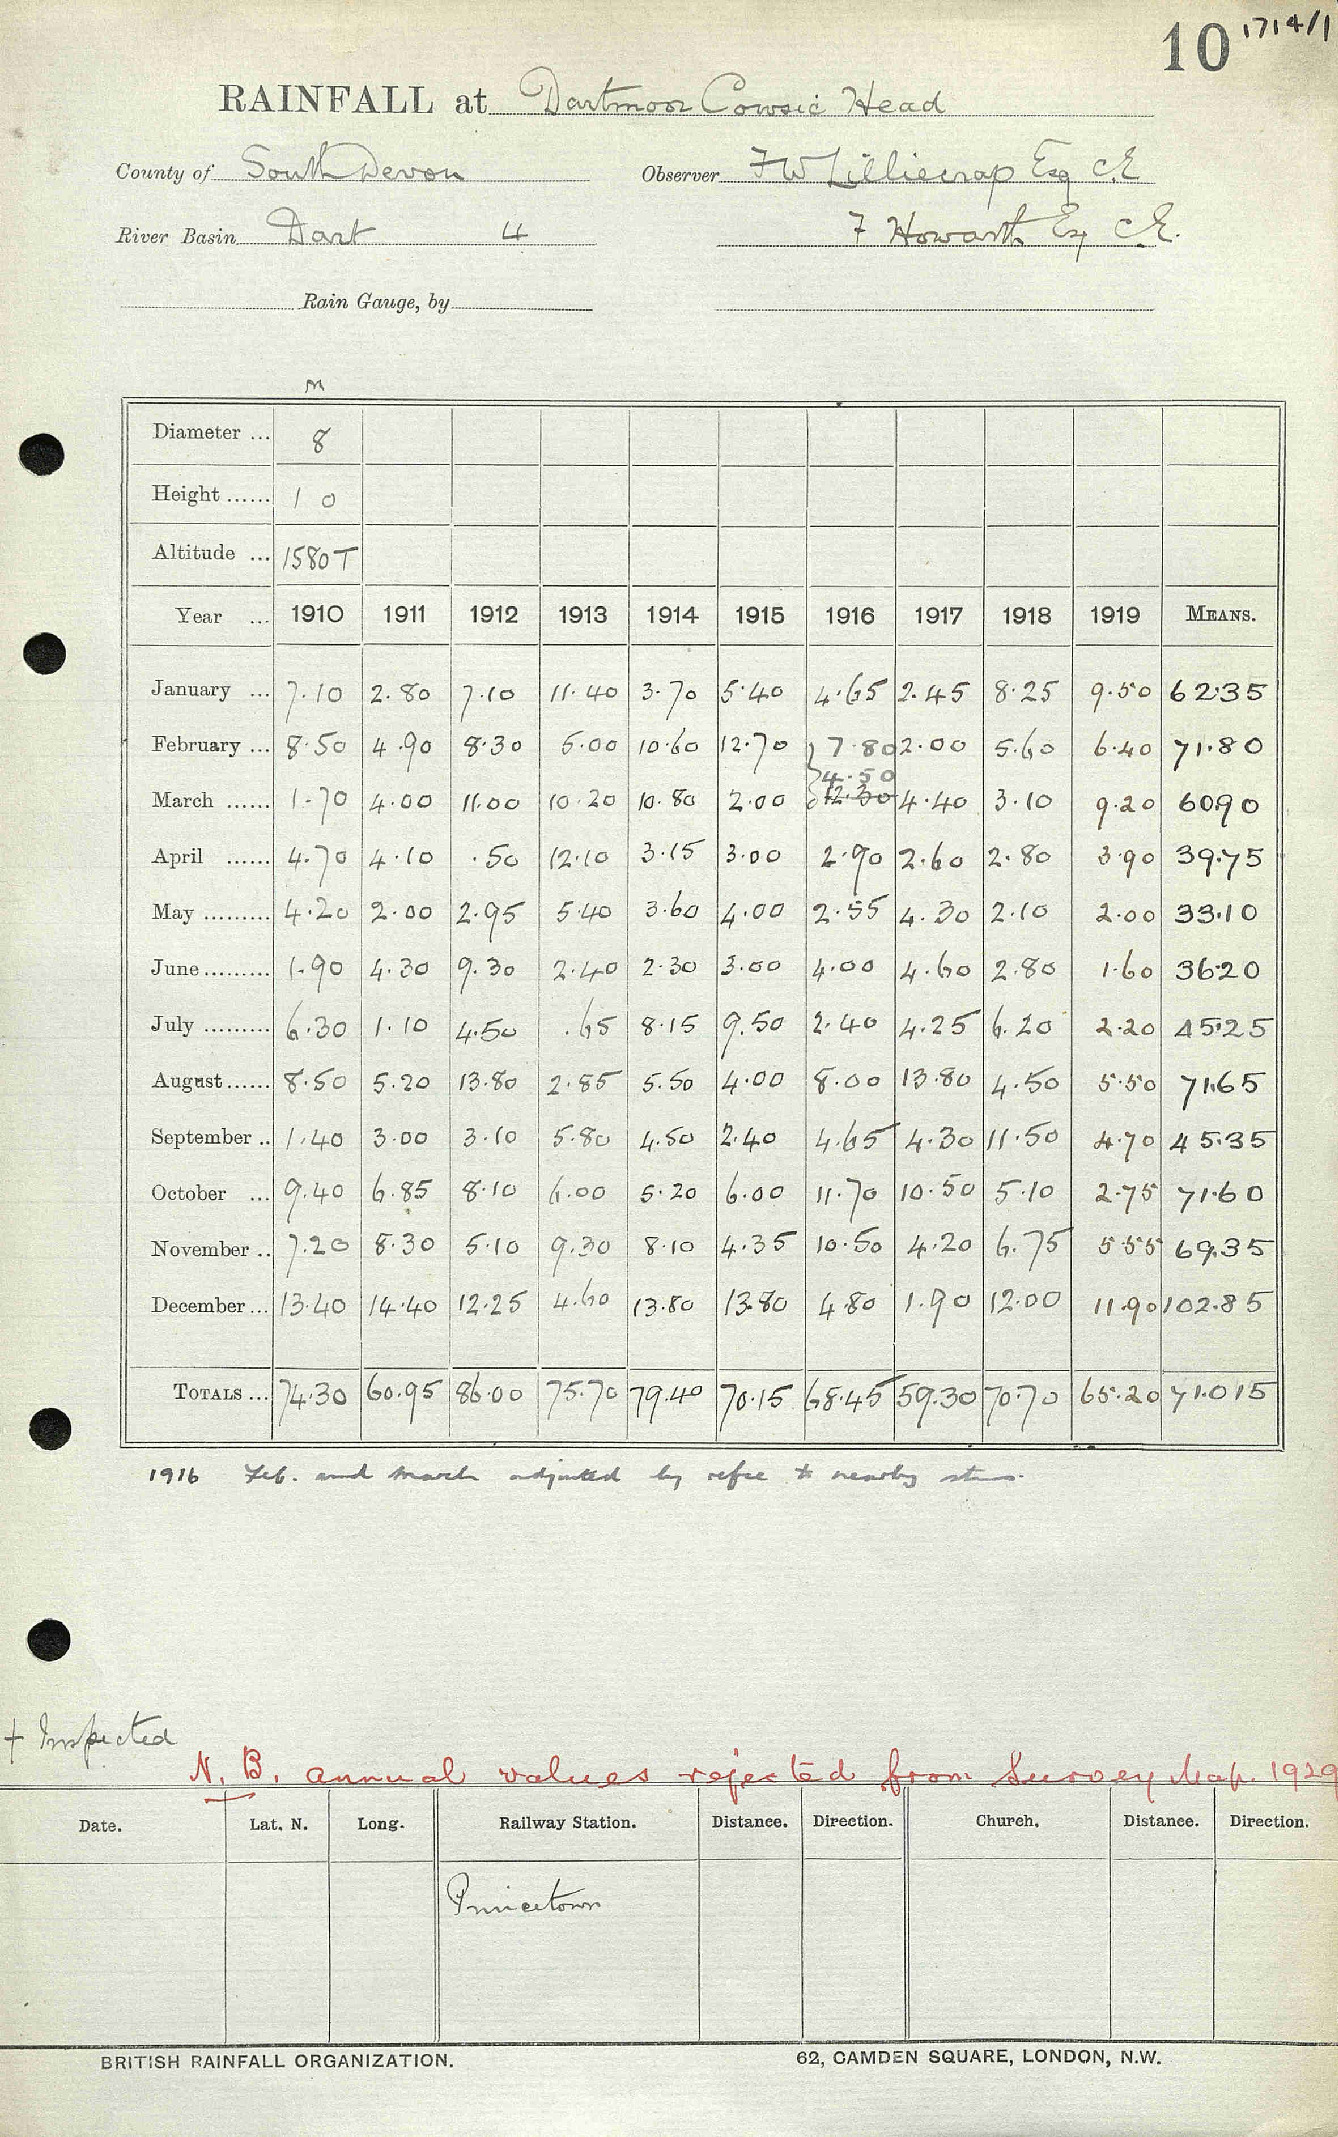 10 1714/1
RAINFALL at Dartmoor Cowsic Head
County of South Devon Observer F W Lilliecrap Esq C.E
River Basin Dart 4 F Howarth Esq C.E.
Rain Gauge, by
M
Diameter ... 8
Height ...... 1 0
Altitude ... 1580 T
Year ... 1910 1911 1912 1913 1914 1915 1916 1917 1918 1919 MEANS.
January ... 7.10 2.80 7.10 11.40 3.70 5.40 4.65 2.45 8.25 9.50 62.35
February ... 8.50 4.90 8.30 6.00 10.60 12.70 7.80 2.00 5.60 6.40 71.80
4.50
March ...... 1.70 4.00 11.00 10.20 10.80 2.00 12.30 4.40 3.10 9.20 60.90
April ...... 4.70 4.10 .50 12.10 3.15 3.00 2.90 2.60 2.80 3.90 39.75
May ......... 4.20 2.00 2.95 5.40 3.60 4.00 2.55 4.30 2.10 2.00 33.10
June ......... 1.90 4.30 9.30 2.40 2.30 3.00 4.00 4.60 2.80 1.60 36.20
July ......... 6.30 1.10 4.50 .65 8.15 9.50 2.40 4.25 6.20 2.20 45.25
August ...... 8.50 5.20 13.80 2.85 5.50 4.00 8.00 13.80 4.50 5.50 71.65
September .. 1.40 3.00 3.10 5.80 4.50 2.40 4.65 4.30 11.50 4.70 45.35
October ... 9.40 6.85 8.10 6.00 5.20 6.00 11.70 10.50 5.10 2.75 71.60
November .. 7.20 8.30 5.10 9.30 8.10 4.35 10.50 4.20 6.75 5.55 69.35
December ... 13.40 14.40 12.25 4.60 13.80 13.80 4.80 1.90 12.00 11.90 102.85
TOTALS ... 74.30 60.95 86.00 75.70 79.40 70.15 68.45 59.30 70.70 65.20 71.015
1916 Feb. and March adjusted by refce to nearby stns.
+ Inspected
N.B. annual values rejected from Survey Map. 1929
Date. Lat. N. Long. Railway Station. Distance. Direction. Church. Distance. Direction.
Princetown
BRITISH RAINFALL ORGANIZATION. 62, CAMDEN SQUARE, LONDON, N.W.